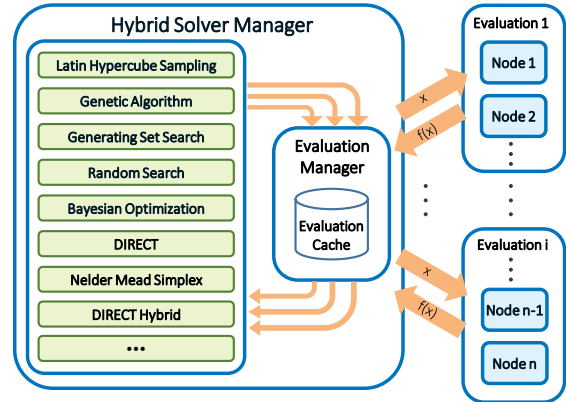 Hybrid Solver Manager
Latin Hypercube Sampling
Genetic Algorithm
Generating Set Search
Random Search
Bayesian Optimization
DIRECT
Nelder Mead Simplex
DIRECT Hybrid
...
Evaluation
Manager
Evaluation
Cache
x
f(x)
x
f(x)
Evaluation 1
Node 1
Node 2
Evaluation i
Node n-1
Node n